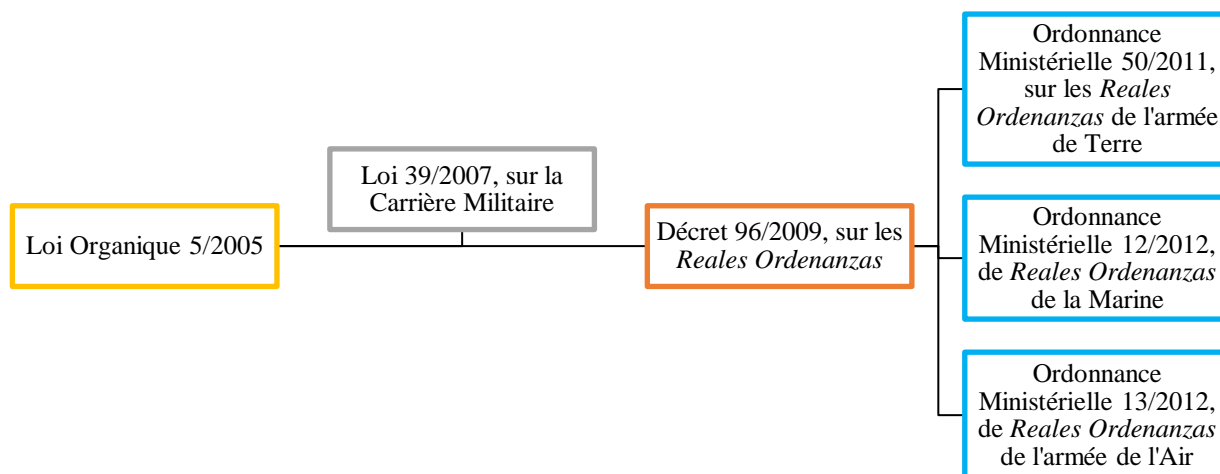 Loi Organique 5/2005
Loi 39/2007, sur la
Carrière Militaire
Décret 96/2009, sur les
Reales Ordenanzas
Ordonnance
Ministérielle 50/2011,
sur les Reales
Ordenanzas de l'armée
de Terre
Ordonnance
Ministérielle 12/2012,
de Reales Ordenanzas
de la Marine
Ordonnance
Ministérielle 13/2012,
de Reales Ordenanzas
de l'armée de l'Air